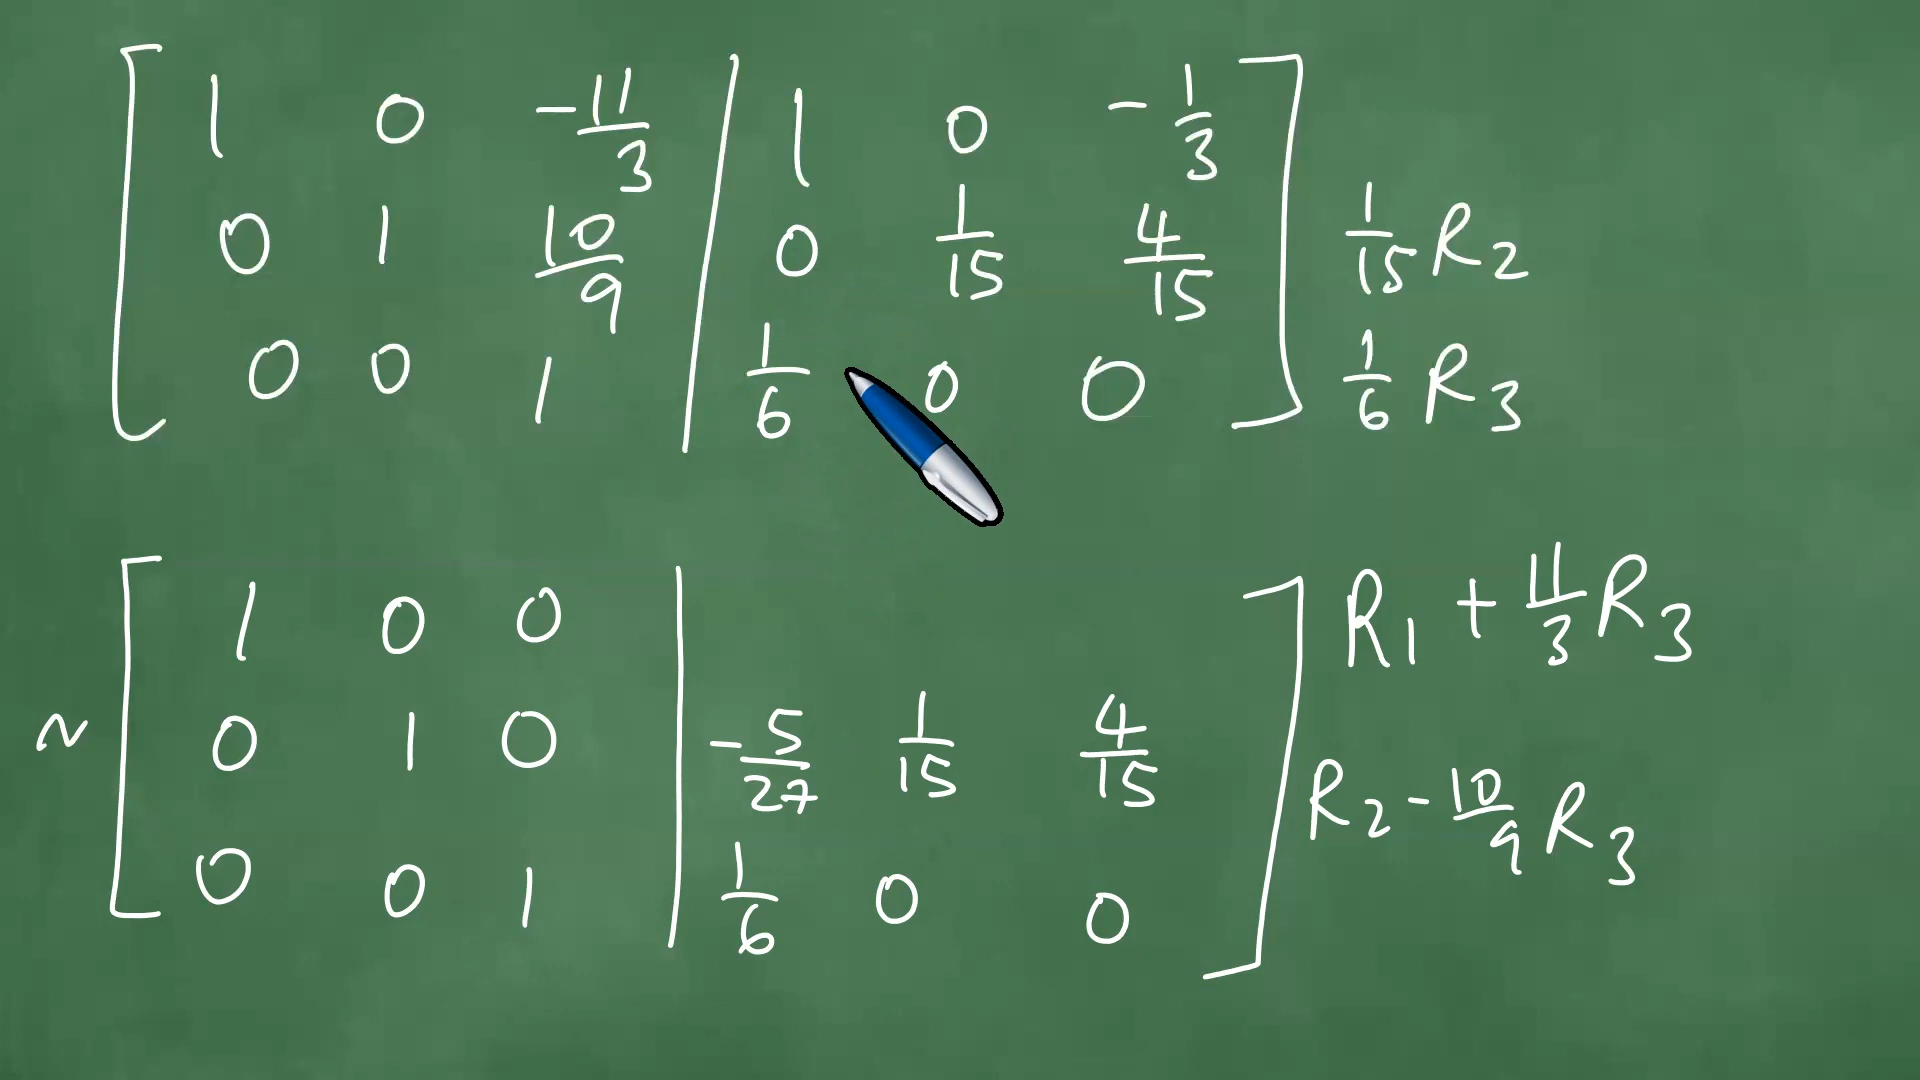 [ 1 0 -11/3 | 1 0 -1/3 ]
[ 0 1 10/9 | 0 1/15 4/15 ] 1/15 R2
[ 0 0 1 | 1/6 0 0 ] 1/6 R3
~ [ 1 0 0 | ] R1 + 11/3 R3
[ 0 1 0 | -5/27 1/15 4/15 ] R2 - 10/9 R3
[ 0 0 1 | 1/6 0 0 ]